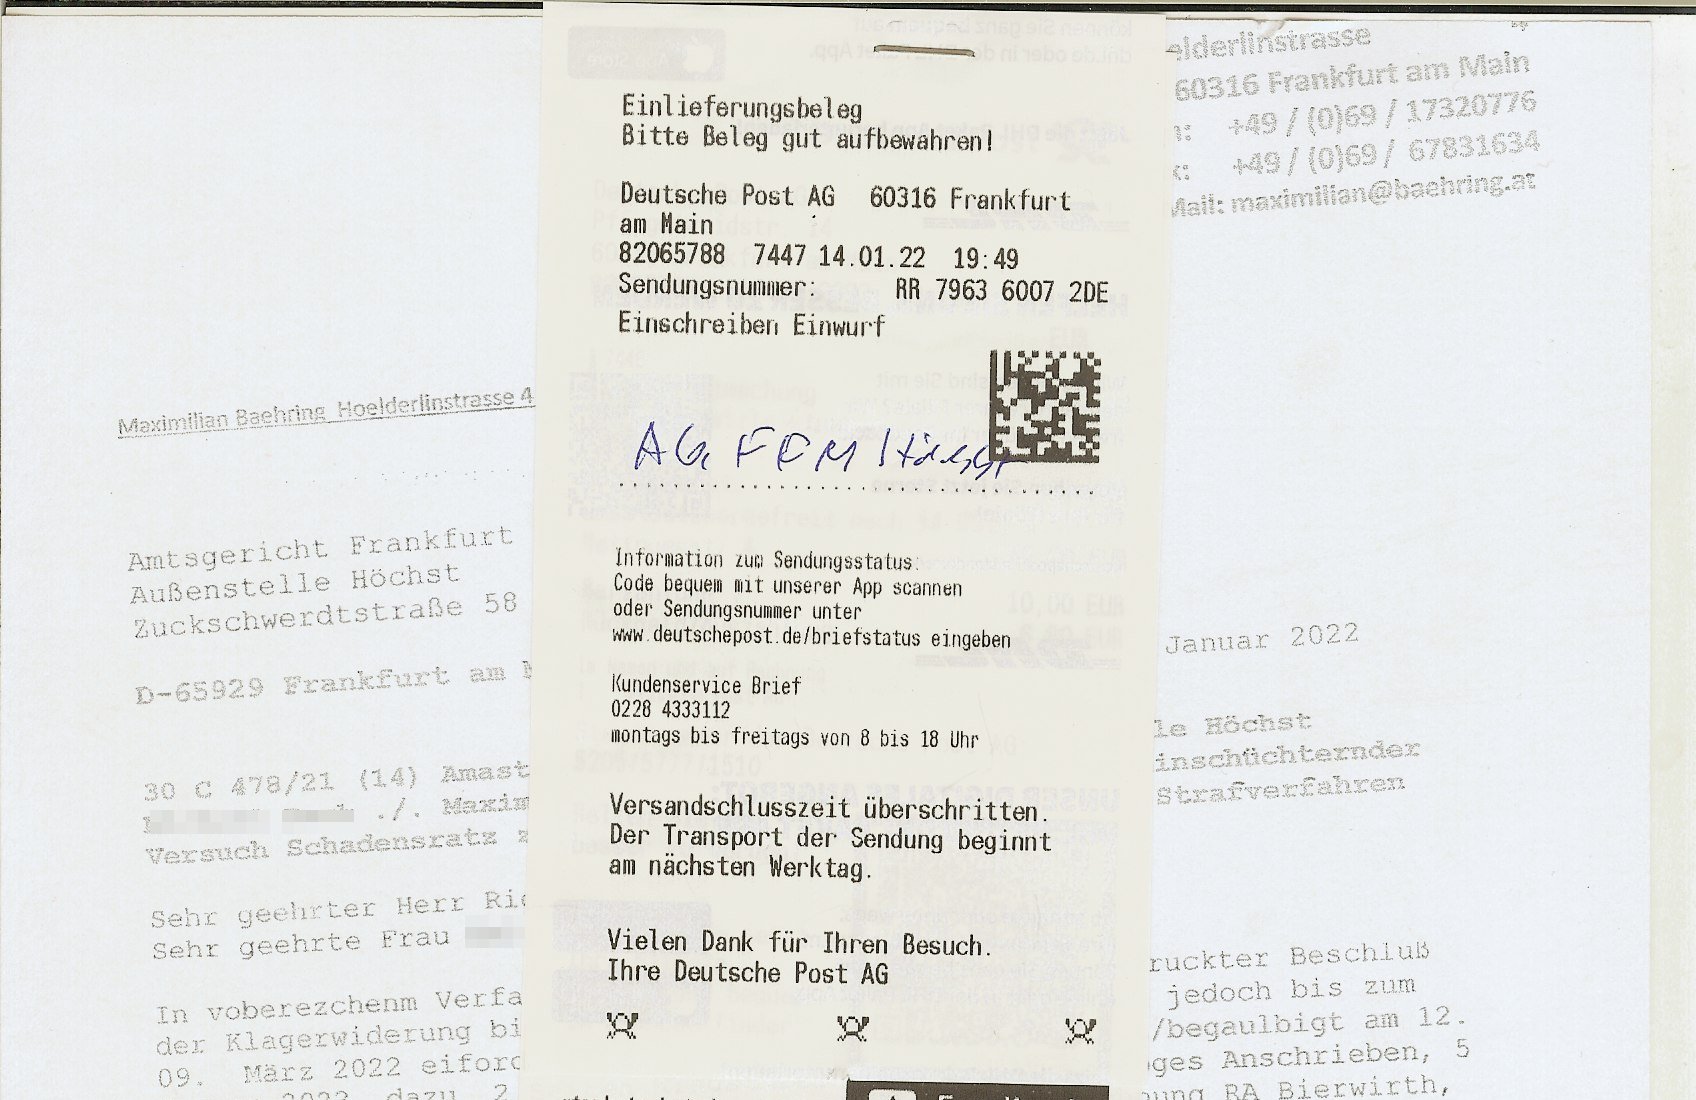 elderlinstrasse
60316 Frankfurt am Main
+49 / (0)69 / 17320776
+49 / (0)69 / 67831634
Mail: maximilian@baehring.at
Einlieferungsbeleg
Bitte Beleg gut aufbewahren!
Deutsche Post AG 60316 Frankfurt
am Main
82065788 7447 14.01.22 19:49
Sendungsnummer: RR 7963 6007 2DE
Einschreiben Einwurf
AG FFM Höchst
Information zum Sendungsstatus:
Code bequem mit unserer App scannen
oder Sendungsnummer unter
www.deutschepost.de/briefstatus eingeben
Kundenservice Brief
0228 4333112
montags bis freitags von 8 bis 18 Uhr
Versandschlusszeit überschritten.
Der Transport der Sendung beginnt
am nächsten Werktag.
Vielen Dank für Ihren Besuch.
Ihre Deutsche Post AG
Maximilian Baehring Hoelderlinstrasse 4
Amtsgericht Frankfurt
Außenstelle Höchst
Zuckschwerdtstraße 58
D-65929 Frankfurt am M
30 C 478/21 (14) Amast
./. Maxim
Versuch Schadensratz z
Sehr geehrter Herr Ric
Sehr geehrte Frau
In voberezchenm Verfa
der Klagerwiderung bi
09. März 2022 eiford
2022 dazu 2
Januar 2022
le Höchst
inschüchternder
Strafverfahren
ruckter Beschluß
jedoch bis zum
/begaulbigt am 12.
ges Anschrieben, 5
ung RA Bierwirth,